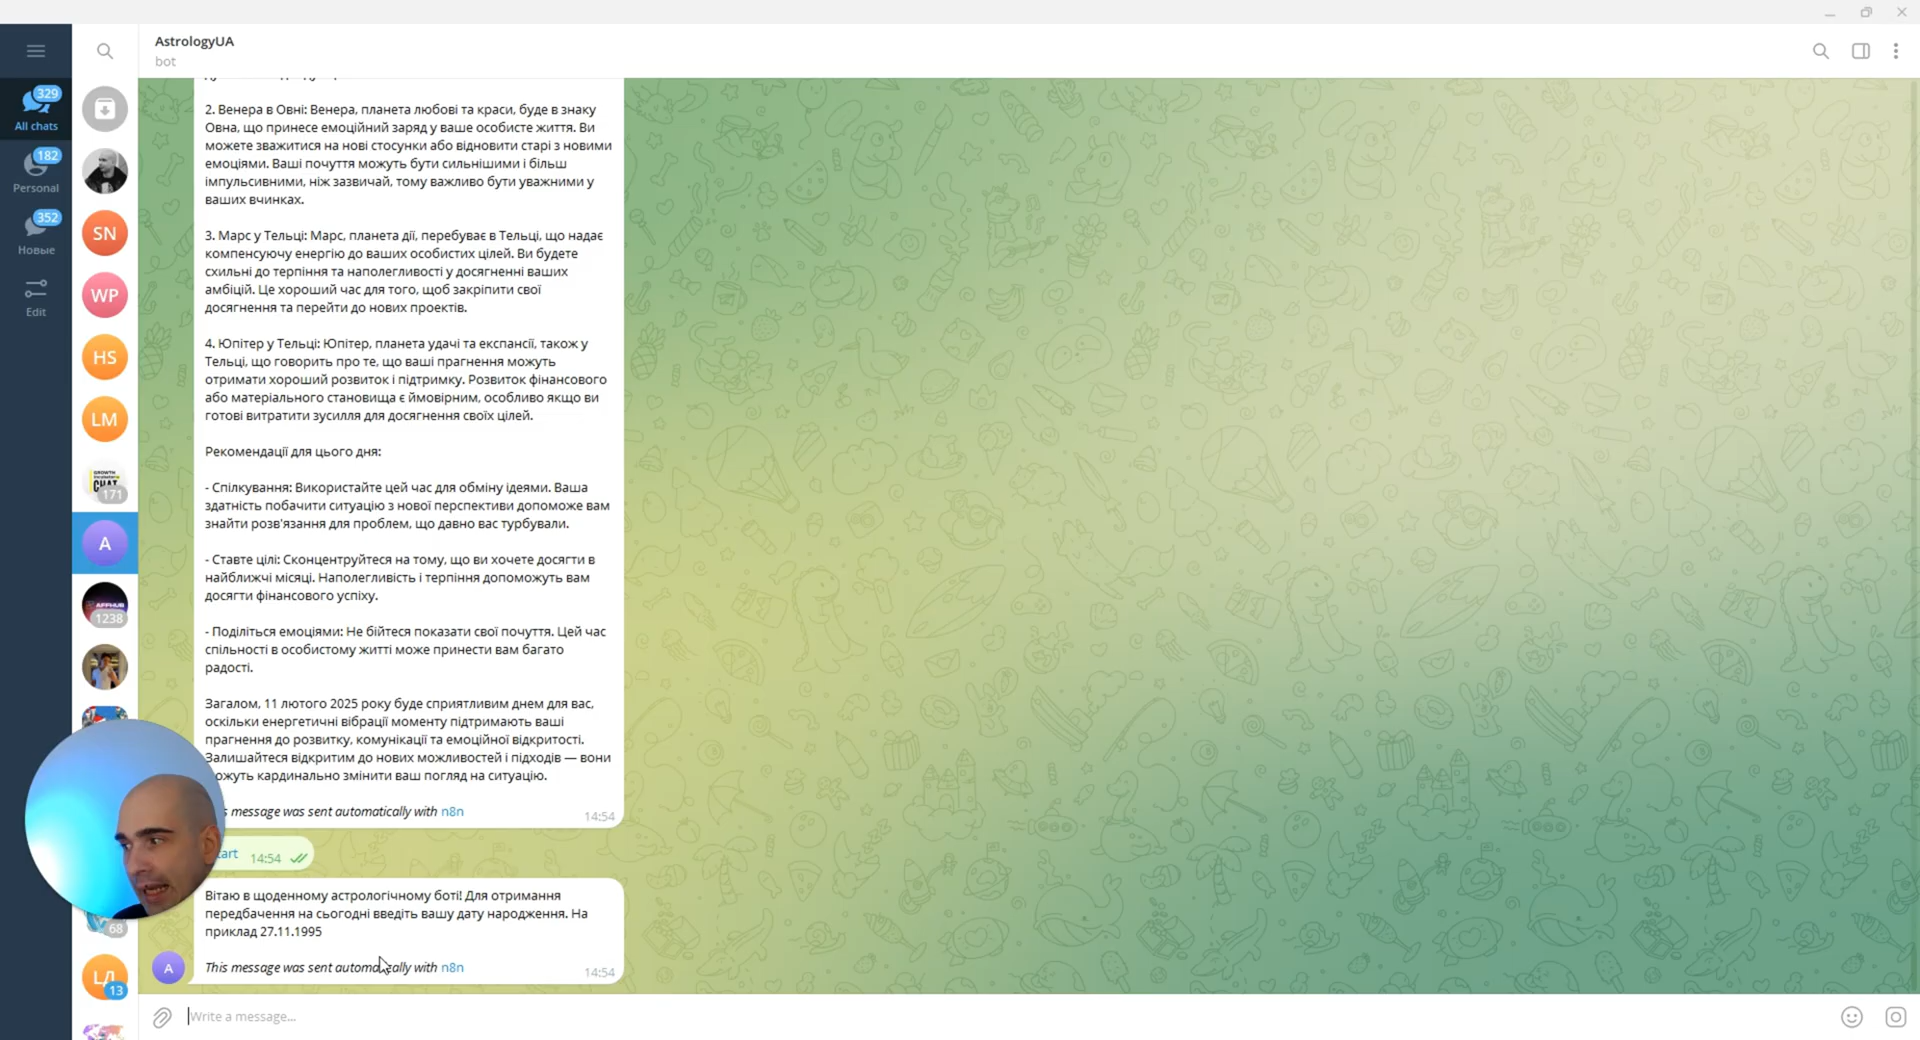 AstrologyUA
bot
329
All chats
182
Personal
352
Новые
Edit
SN
WP
HS
LM
GROWTH
CHAT
171
A
AFFHUB
1238
68
ЦЛ
13
2. Венера в Овні: Венера, планета любові та краси, буде в знаку
Овна, що принесе емоційний заряд у ваше особисте життя. Ви
можете зважитися на нові стосунки або відновити старі з новими
емоціями. Ваші почуття можуть бути сильнішими і більш
імпульсивними, ніж зазвичай, тому важливо бути уважними у
ваших вчинках.
3. Марс у Тельці: Марс, планета дії, перебуває в Тельці, що надає
компенсуючу енергію до ваших особистих цілей. Ви будете
схильні до терпіння та наполегливості у досягненні ваших
амбіцій. Це хороший час для того, щоб закріпити свої
досягнення та перейти до нових проектів.
4. Юпітер у Тельці: Юпітер, планета удачі та експансії, також у
Тельці, що говорить про те, що ваші прагнення можуть
отримати хороший розвиток і підтримку. Розвиток фінансового
або матеріального становища є ймовірним, особливо якщо ви
готові витратити зусилля для досягнення своїх цілей.
Рекомендації для цього дня:
- Спілкування: Використайте цей час для обміну ідеями. Ваша
здатність побачити ситуацію з нової перспективи допоможе вам
знайти розв'язання для проблем, що давно вас турбували.
- Ставте цілі: Сконцентруйтеся на тому, що ви хочете досягти в
найближчі місяці. Наполегливість і терпіння допоможуть вам
досягти фінансового успіху.
- Поділіться емоціями: Не бійтеся показати свої почуття. Цей час
спільності в особистому житті може принести вам багато
радості.
Загалом, 11 лютого 2025 року буде сприятливим днем для вас,
оскільки енергетичні вібрації моменту підтримають ваші
прагнення до розвитку, комунікації та емоційної відкритості.
Залишайтеся відкритим до нових можливостей і підходів — вони
ожуть кардинально змінити ваш погляд на ситуацію.
s message was sent automatically with n8n
14:54
tart 14:54
Вітаю в щоденному астрологічному боті! Для отримання
передбачення на сьогодні введіть вашу дату народження. На
приклад 27.11.1995
This message was sent automatically with n8n
14:54
A
Write a message...